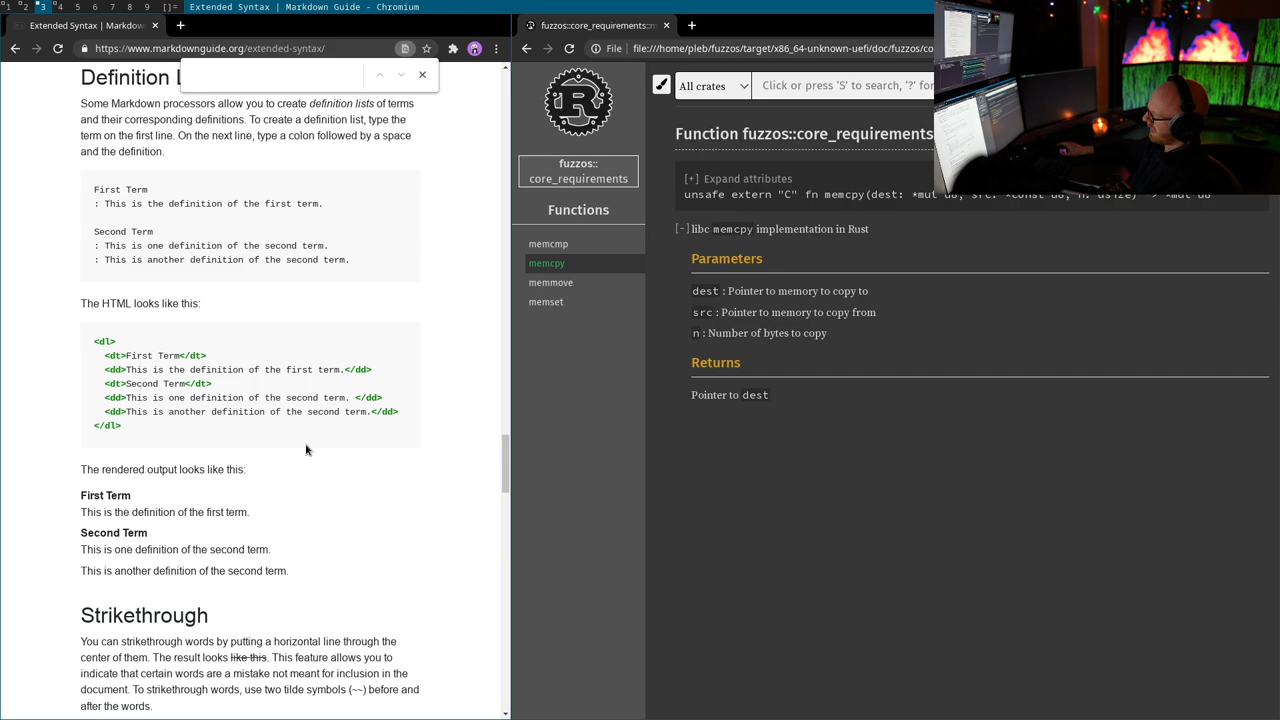 1 2 3 4 5 6 7 8 9 []= Extended Syntax | Markdown Guide - Chromium
Extended Syntax | Markdow
https://www.markdownguide.org/extended-syntax/
Definition L
Some Markdown processors allow you to create definition lists of terms
and their corresponding definitions. To create a definition list, type the
term on the first line. On the next line, type a colon followed by a space
and the definition.
First Term
: This is the definition of the first term.
Second Term
: This is one definition of the second term.
: This is another definition of the second term.
The HTML looks like this:
<dl>
<dt>First Term</dt>
<dd>This is the definition of the first term.</dd>
<dt>Second Term</dt>
<dd>This is one definition of the second term. </dd>
<dd>This is another definition of the second term.</dd>
</dl>
The rendered output looks like this:
First Term
This is the definition of the first term.
Second Term
This is one definition of the second term.
This is another definition of the second term.
Strikethrough
You can strikethrough words by putting a horizontal line through the
center of them. The result looks like this. This feature allows you to
indicate that certain words are a mistake not meant for inclusion in the
document. To strikethrough words, use two tilde symbols (~~) before and
after the words.
fuzzos::core_requirements::m
File file:///home/pleb/fuzzos/target/x86_64-unknown-uefi/doc/fuzzos/co
R
fuzzos::
core_requirements
Functions
memcmp
memcpy
memmove
memset
All crates
Click or press 'S' to search, '?' for
Function fuzzos::core_requirements
[+] Expand attributes
unsafe extern "C" fn memcpy(dest: *mut u8, src: *const u8, n: usize) -> *mut u8
[-] libc memcpy implementation in Rust
Parameters
dest : Pointer to memory to copy to
src : Pointer to memory to copy from
n : Number of bytes to copy
Returns
Pointer to dest